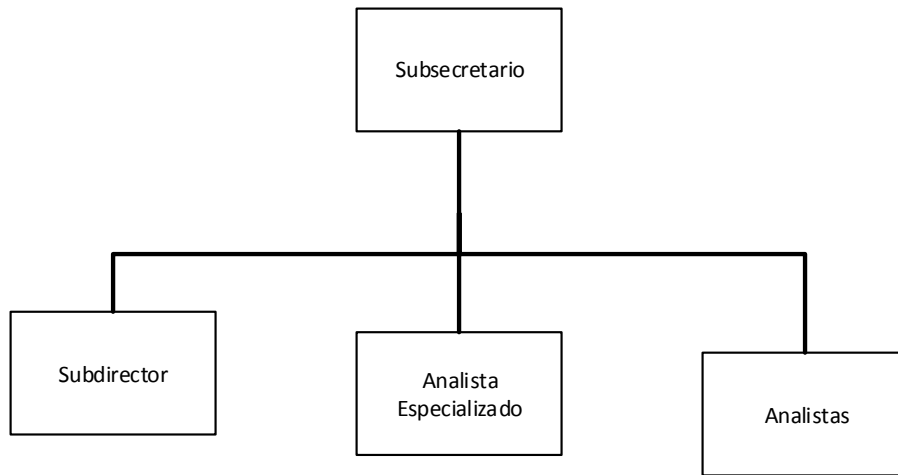 Subsecretario
Subdirector
Analista
Especializado
Analistas